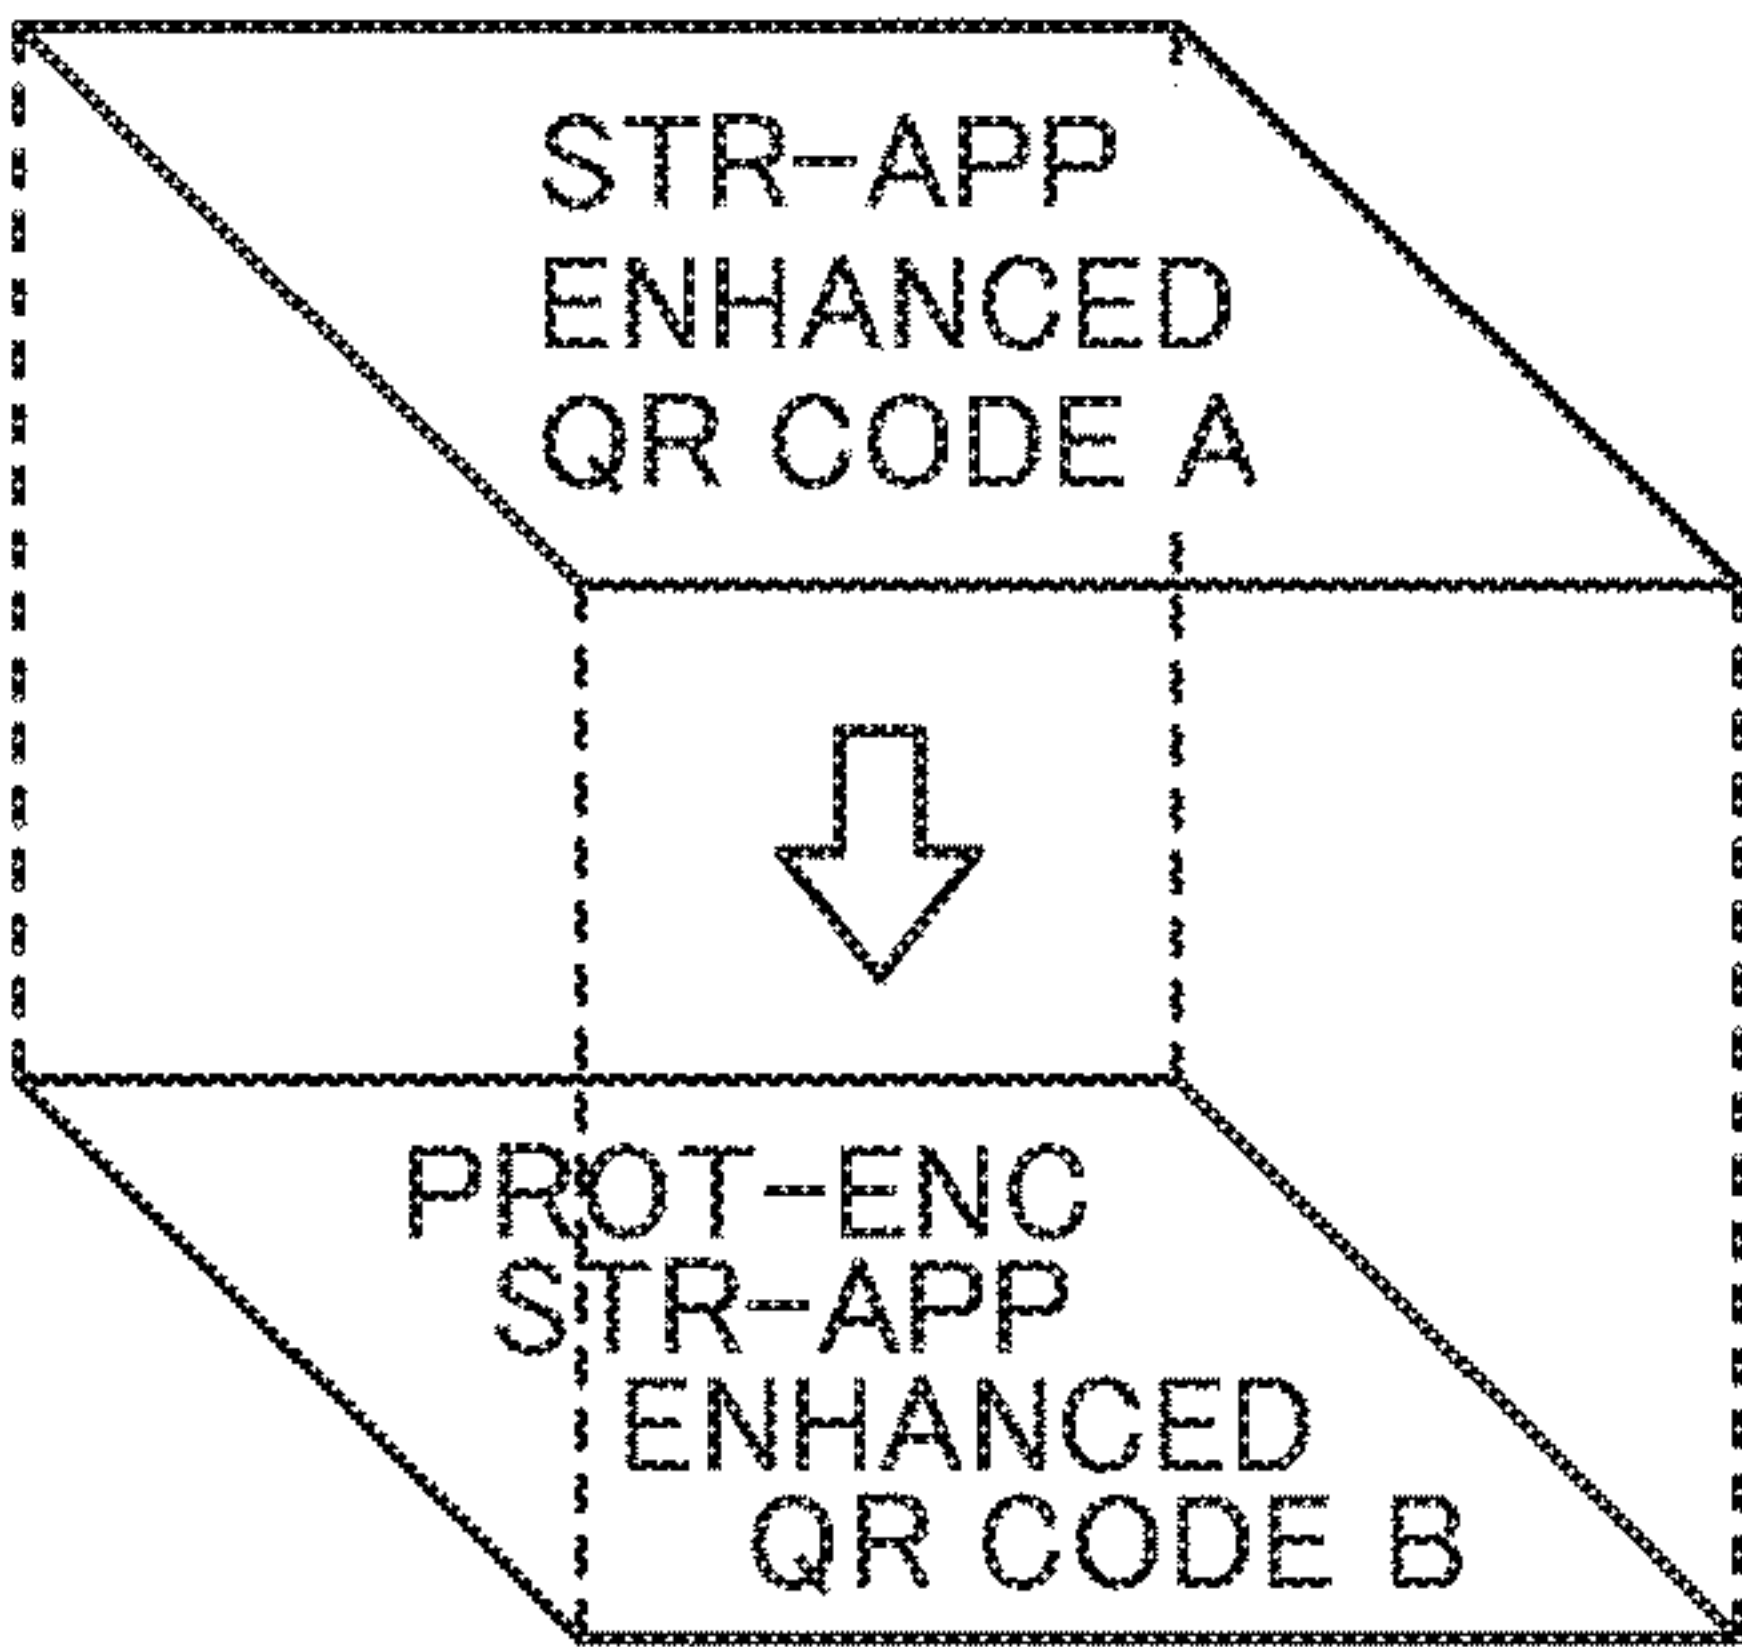 STR-APP
ENHANCED
QR CODE A
PROT-ENC
STR-APP
ENHANCED
QR CODE B